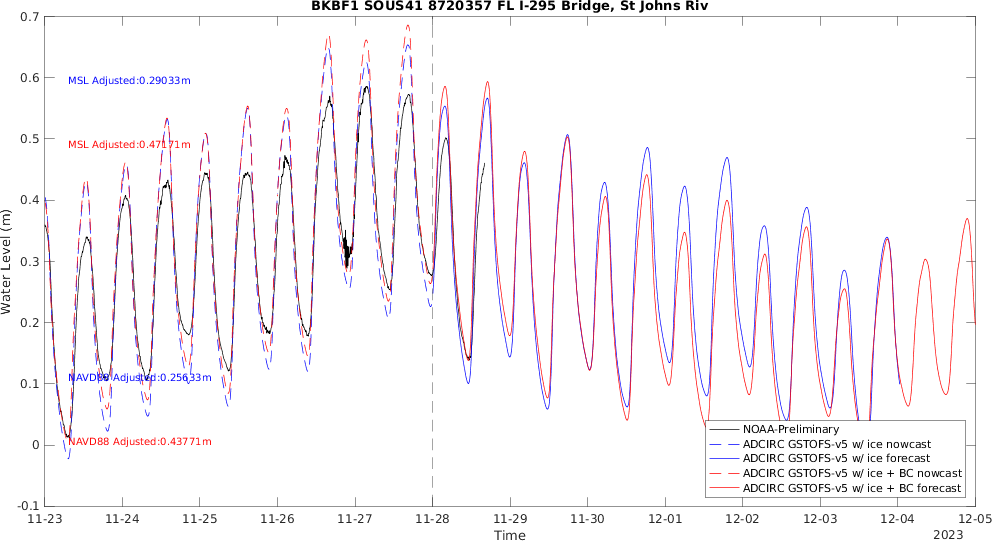 BKBF1 SOUS41 8720357 FL I-295 Bridge, St Johns Riv
0.7
0.6
0.5
0.4
0.3
0.2
0.1
0
-0.1
Water Level (m)
MSL Adjusted:0.29033m
MSL Adjusted:0.47171m
NAVD88 Adjusted:0.25633m
NAVD88 Adjusted:0.43771m
NOAA-Preliminary
ADCIRC GSTOFS-v5 w/ ice nowcast
ADCIRC GSTOFS-v5 w/ ice forecast
ADCIRC GSTOFS-v5 w/ ice + BC nowcast
ADCIRC GSTOFS-v5 w/ ice + BC forecast
11-23 11-24 11-25 11-26 11-27 11-28 11-29 11-30 12-01 12-02 12-03 12-04 12-05
Time
2023